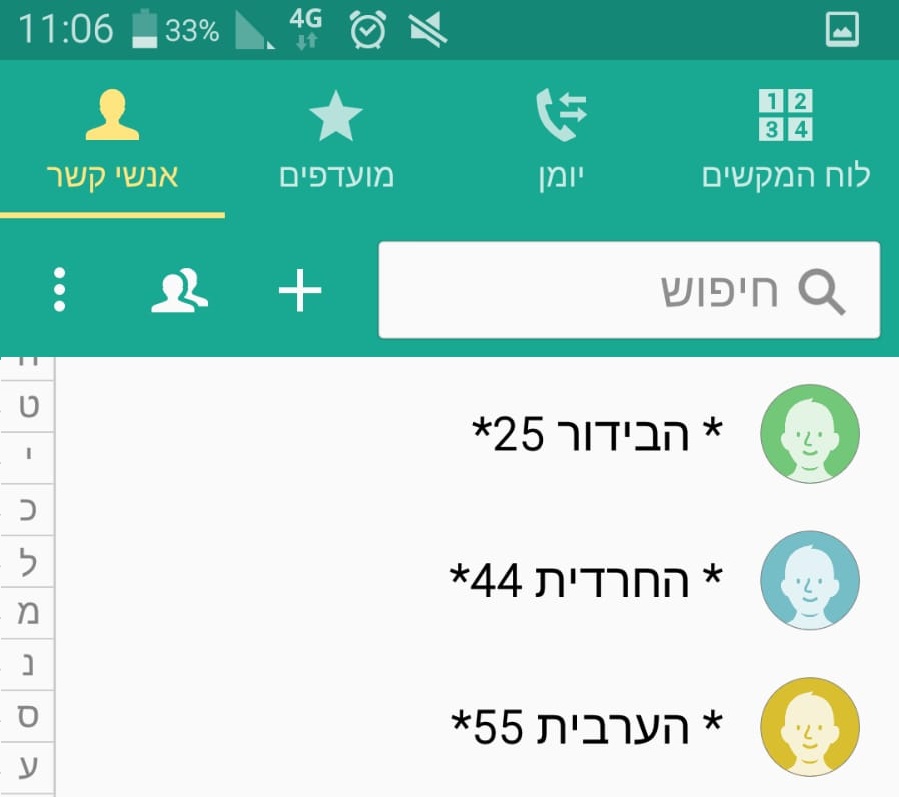 11:06 33% 4G
1 2
3 4
לוח המקשים
יומן
מועדפים
אנשי קשר
חיפוש
* הבידור 25*
* החרדית 44*
* הערבית 55*
ט
י
כ
ל
מ
נ
ס
ע